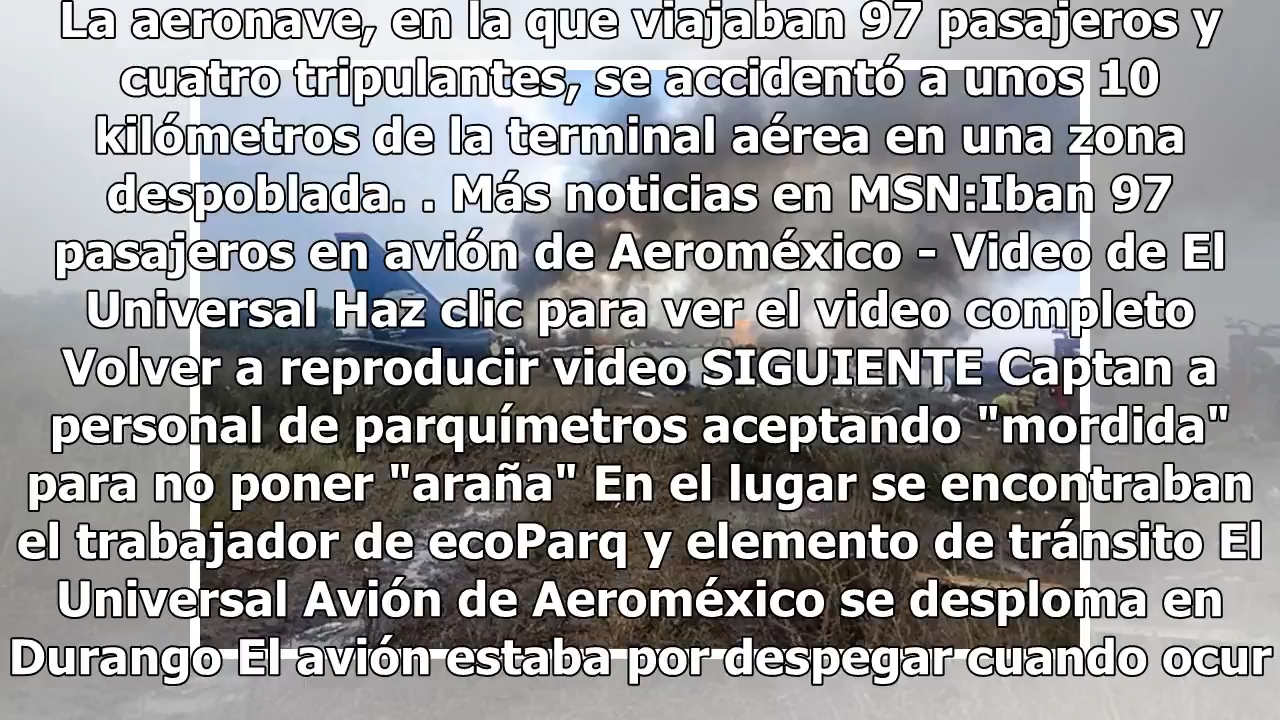 La aeronave, en la que viajaban 97 pasajeros y
cuatro tripulantes, se accidentó a unos 10
kilómetros de la terminal aérea en una zona
despoblada. . Más noticias en MSN:Iban 97
pasajeros en avión de Aeroméxico - Video de El
Universal Haz clic para ver el video completo
Volver a reproducir video SIGUIENTE Captan a
personal de parquímetros aceptando "mordida"
para no poner "araña" En el lugar se encontraban
el trabajador de ecoParq y elemento de tránsito El
Universal Avión de Aeroméxico se desploma en
Durango El avión estaba por despegar cuando ocur